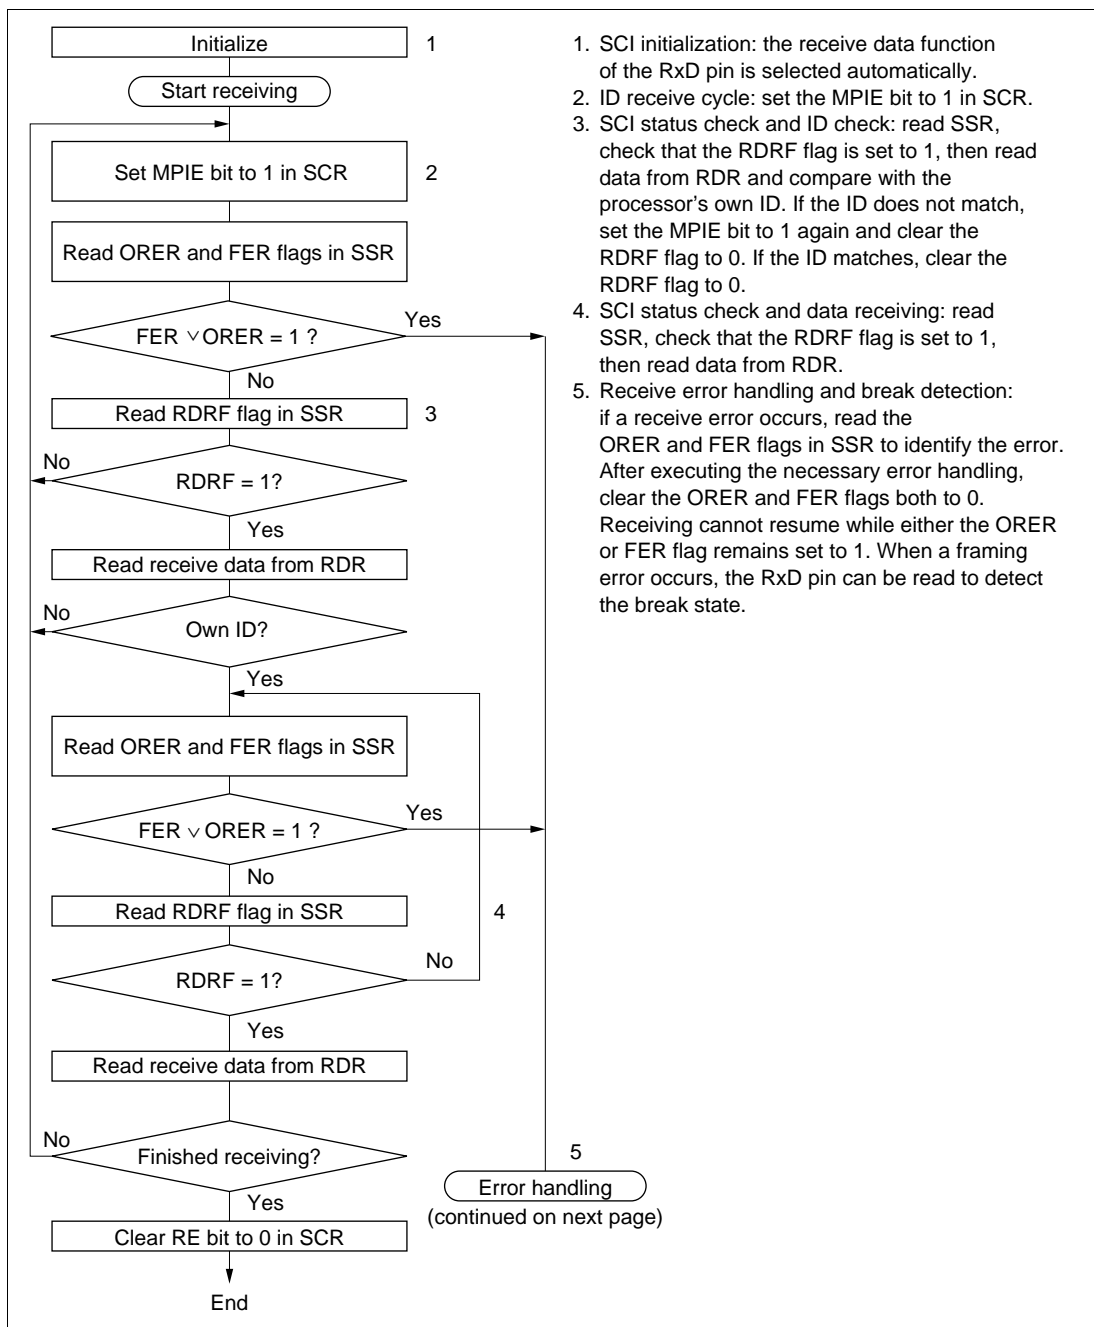 Initialize
1
Start receiving
Set MPIE bit to 1 in SCR
2
Read ORER and FER flags in SSR
FER ∨ ORER = 1 ?
Yes
No
Read RDRF flag in SSR
3
No
RDRF = 1?
Yes
Read receive data from RDR
No
Own ID?
Yes
Read ORER and FER flags in SSR
Yes
FER ∨ ORER = 1 ?
No
Read RDRF flag in SSR
4
RDRF = 1?
No
Yes
Read receive data from RDR
No
Finished receiving?
Yes
Clear RE bit to 0 in SCR
End
5
Error handling
(continued on next page)
1. SCI initialization: the receive data function
of the RxD pin is selected automatically.
2. ID receive cycle: set the MPIE bit to 1 in SCR.
3. SCI status check and ID check: read SSR,
check that the RDRF flag is set to 1, then read
data from RDR and compare with the
processor's own ID. If the ID does not match,
set the MPIE bit to 1 again and clear the
RDRF flag to 0. If the ID matches, clear the
RDRF flag to 0.
4. SCI status check and data receiving: read
SSR, check that the RDRF flag is set to 1,
then read data from RDR.
5. Receive error handling and break detection:
if a receive error occurs, read the
ORER and FER flags in SSR to identify the error.
After executing the necessary error handling,
clear the ORER and FER flags both to 0.
Receiving cannot resume while either the ORER
or FER flag remains set to 1. When a framing
error occurs, the RxD pin can be read to detect
the break state.